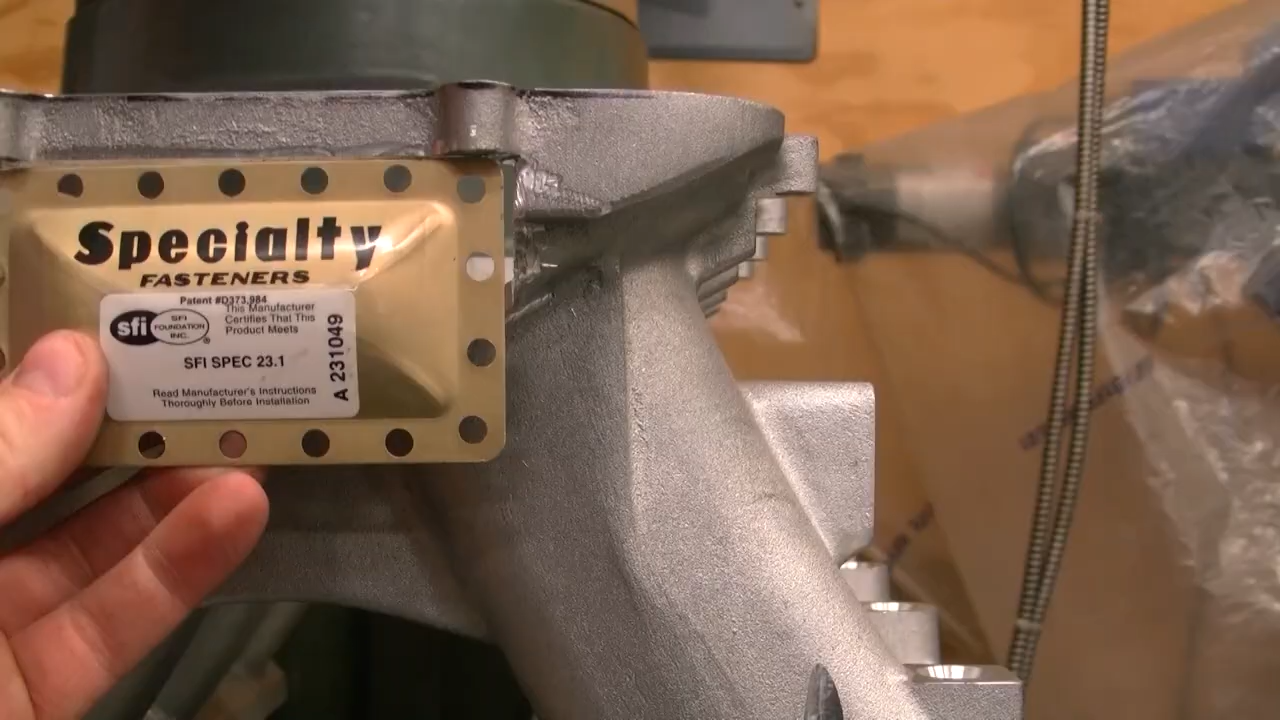 Specialty
FASTENERS
Patent #D373,984
This Manufacturer
Certifies That This
Product Meets
sfi
SFI
FOUNDATION
INC.
®
SFI SPEC 23.1
A 231049
Read Manufacturer's Instructions
Thoroughly Before Installation